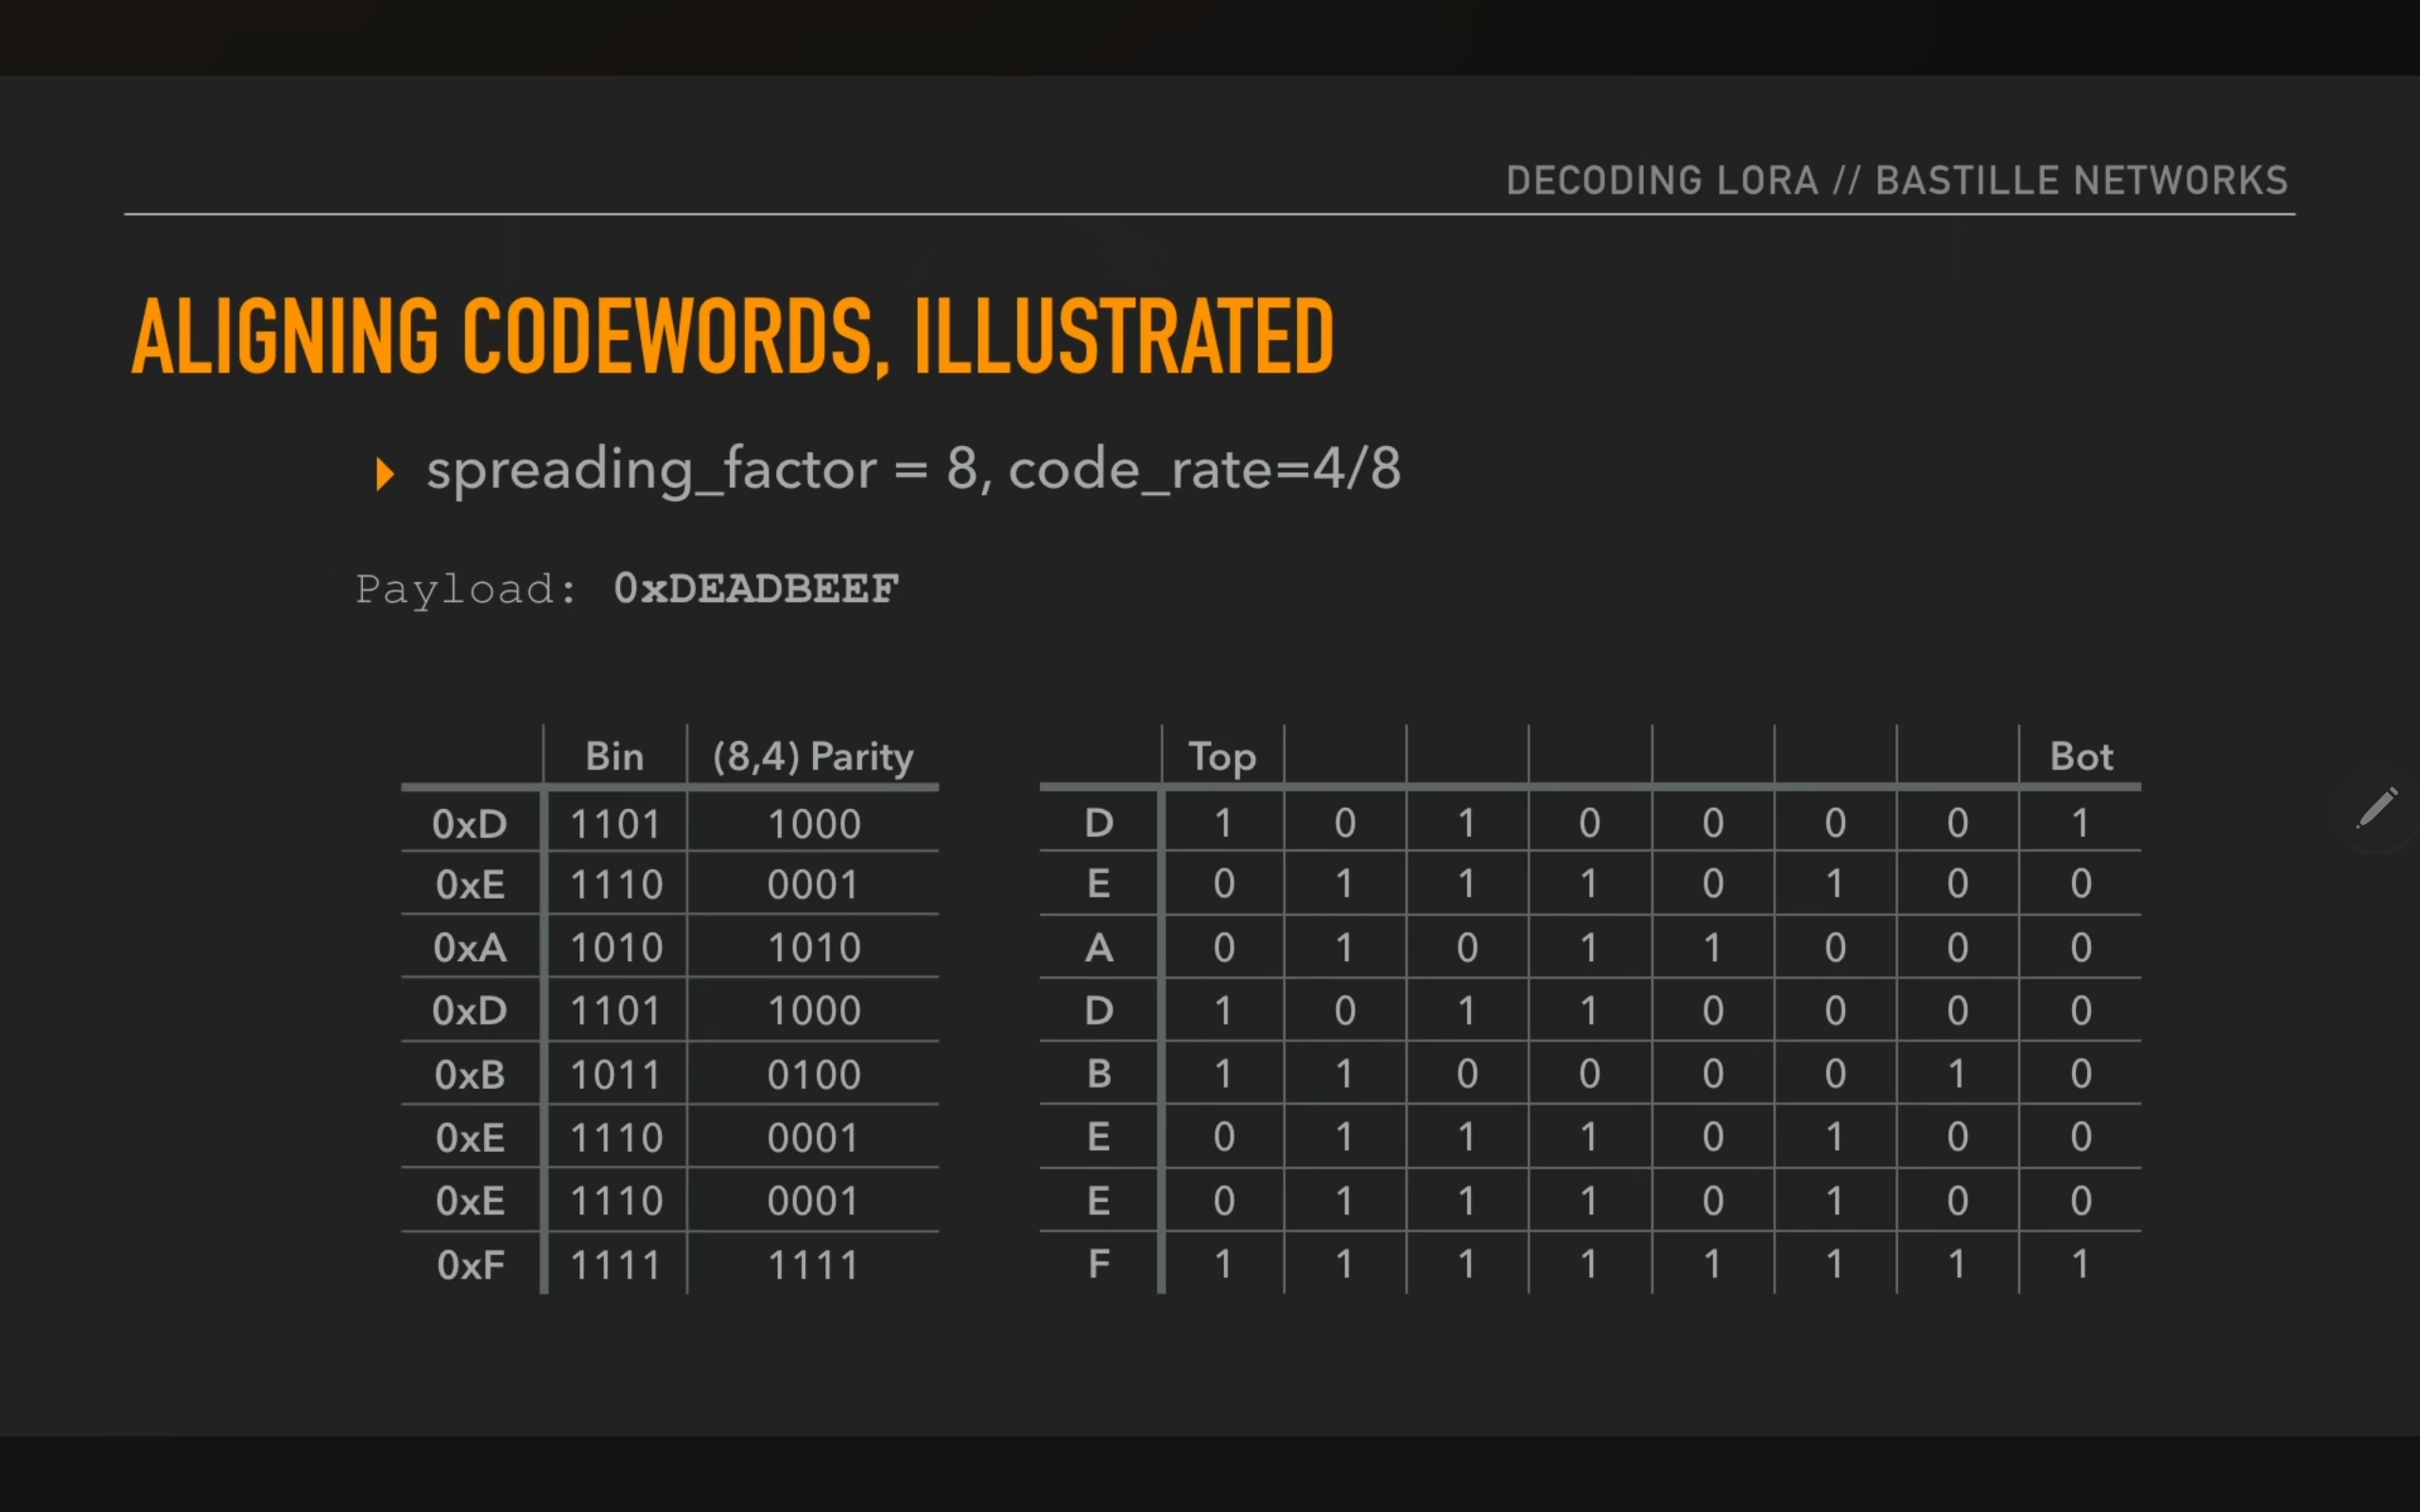 DECODING LORA // BASTILLE NETWORKS
ALIGNING CODEWORDS, ILLUSTRATED
spreading_factor = 8, code_rate=4/8
Payload: 0xDEADBEEF
Bin (8,4) Parity
0xD 1101 1000
0xE 1110 0001
0xA 1010 1010
0xD 1101 1000
0xB 1011 0100
0xE 1110 0001
0xE 1110 0001
0xF 1111 1111
Top Bot
D 1 0 1 0 0 0 0 1
E 0 1 1 1 0 1 0 0
A 0 1 0 1 1 0 0 0
D 1 0 1 1 0 0 0 0
B 1 1 0 0 0 0 1 0
E 0 1 1 1 0 1 0 0
E 0 1 1 1 0 1 0 0
F 1 1 1 1 1 1 1 1